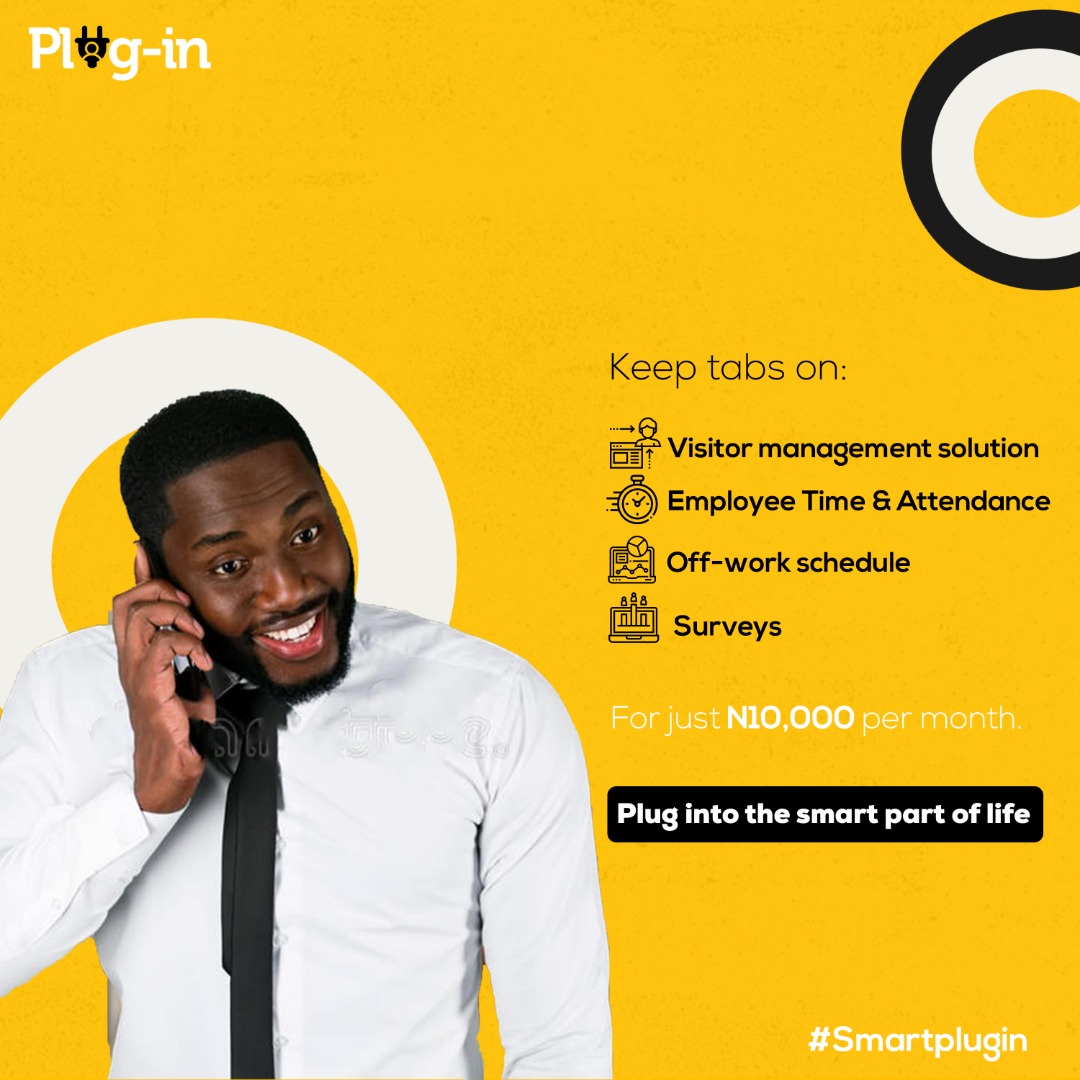 Plug-in
Keep tabs on:
Visitor management solution
Employee Time & Attendance
Off-work schedule
Surveys
For just N10,000 per month.
Plug into the smart part of life
#Smartplugin